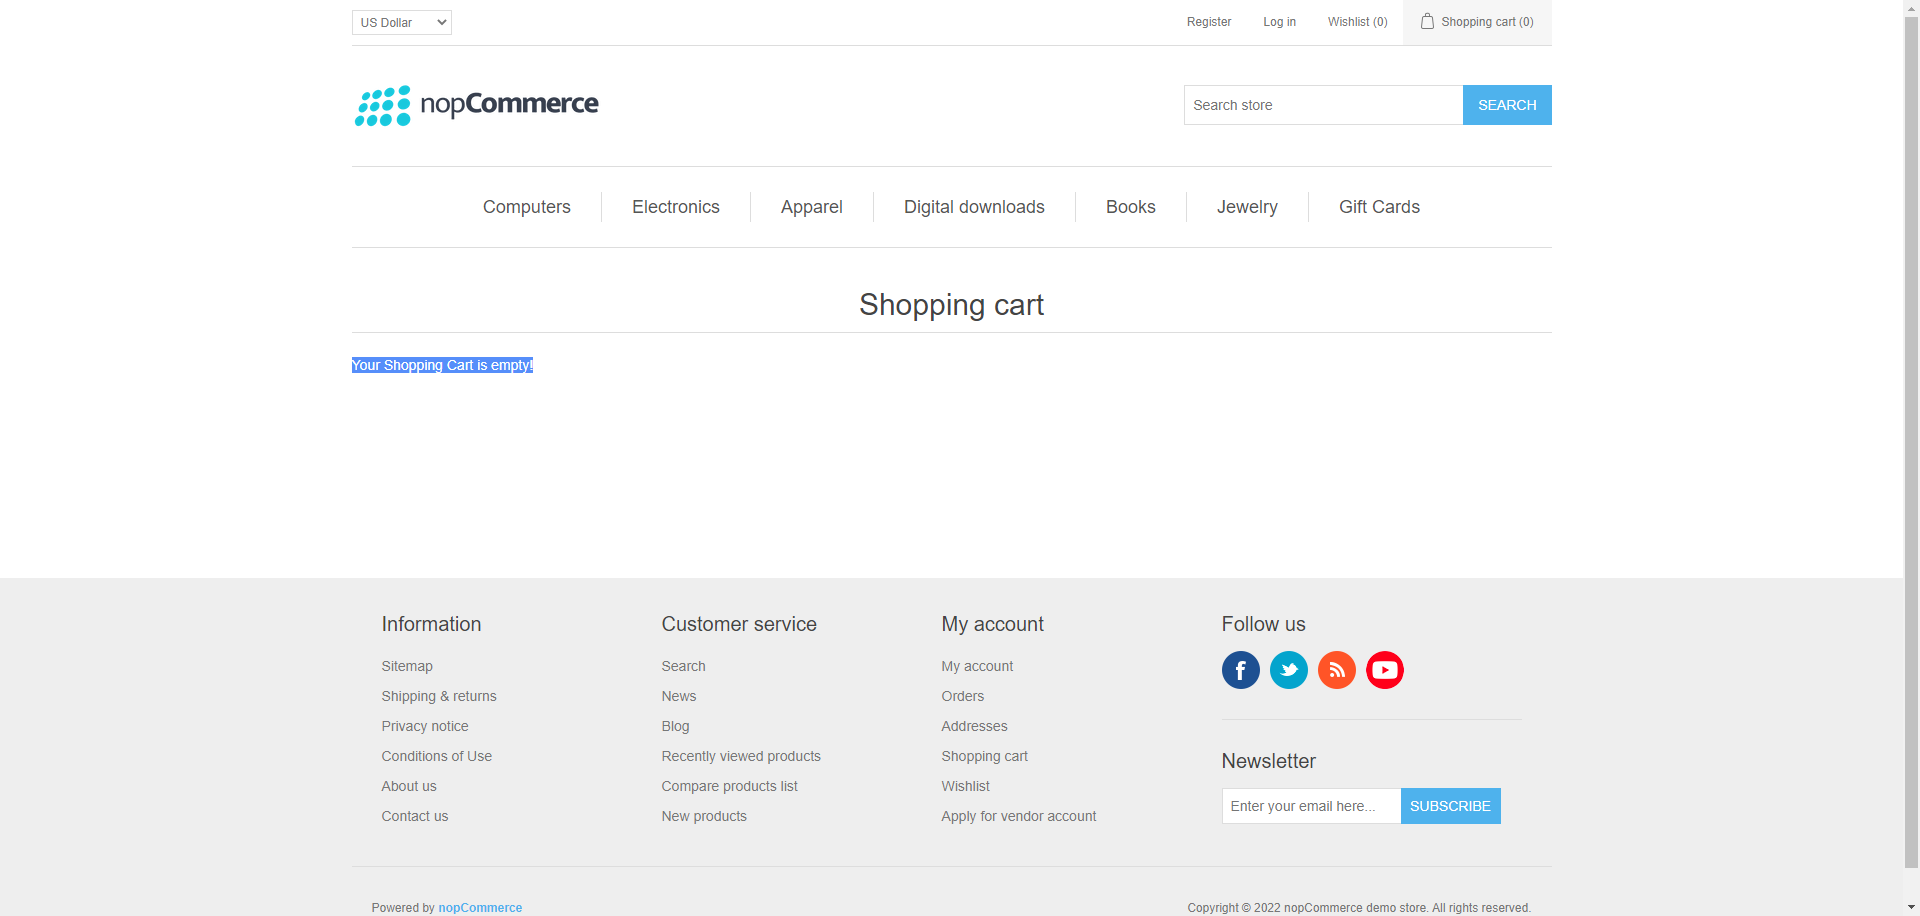 US Dollar
Register
Log in
Wishlist (0)
Shopping cart (0)
nopCommerce
Search store
SEARCH
Computers
Electronics
Apparel
Digital downloads
Books
Jewelry
Gift Cards
Shopping cart
Your Shopping Cart is empty!
Information
Sitemap
Shipping & returns
Privacy notice
Conditions of Use
About us
Contact us
Customer service
Search
News
Blog
Recently viewed products
Compare products list
New products
My account
My account
Orders
Addresses
Shopping cart
Wishlist
Apply for vendor account
Follow us
Newsletter
Enter your email here...
SUBSCRIBE
Powered by nopCommerce
Copyright © 2022 nopCommerce demo store. All rights reserved.